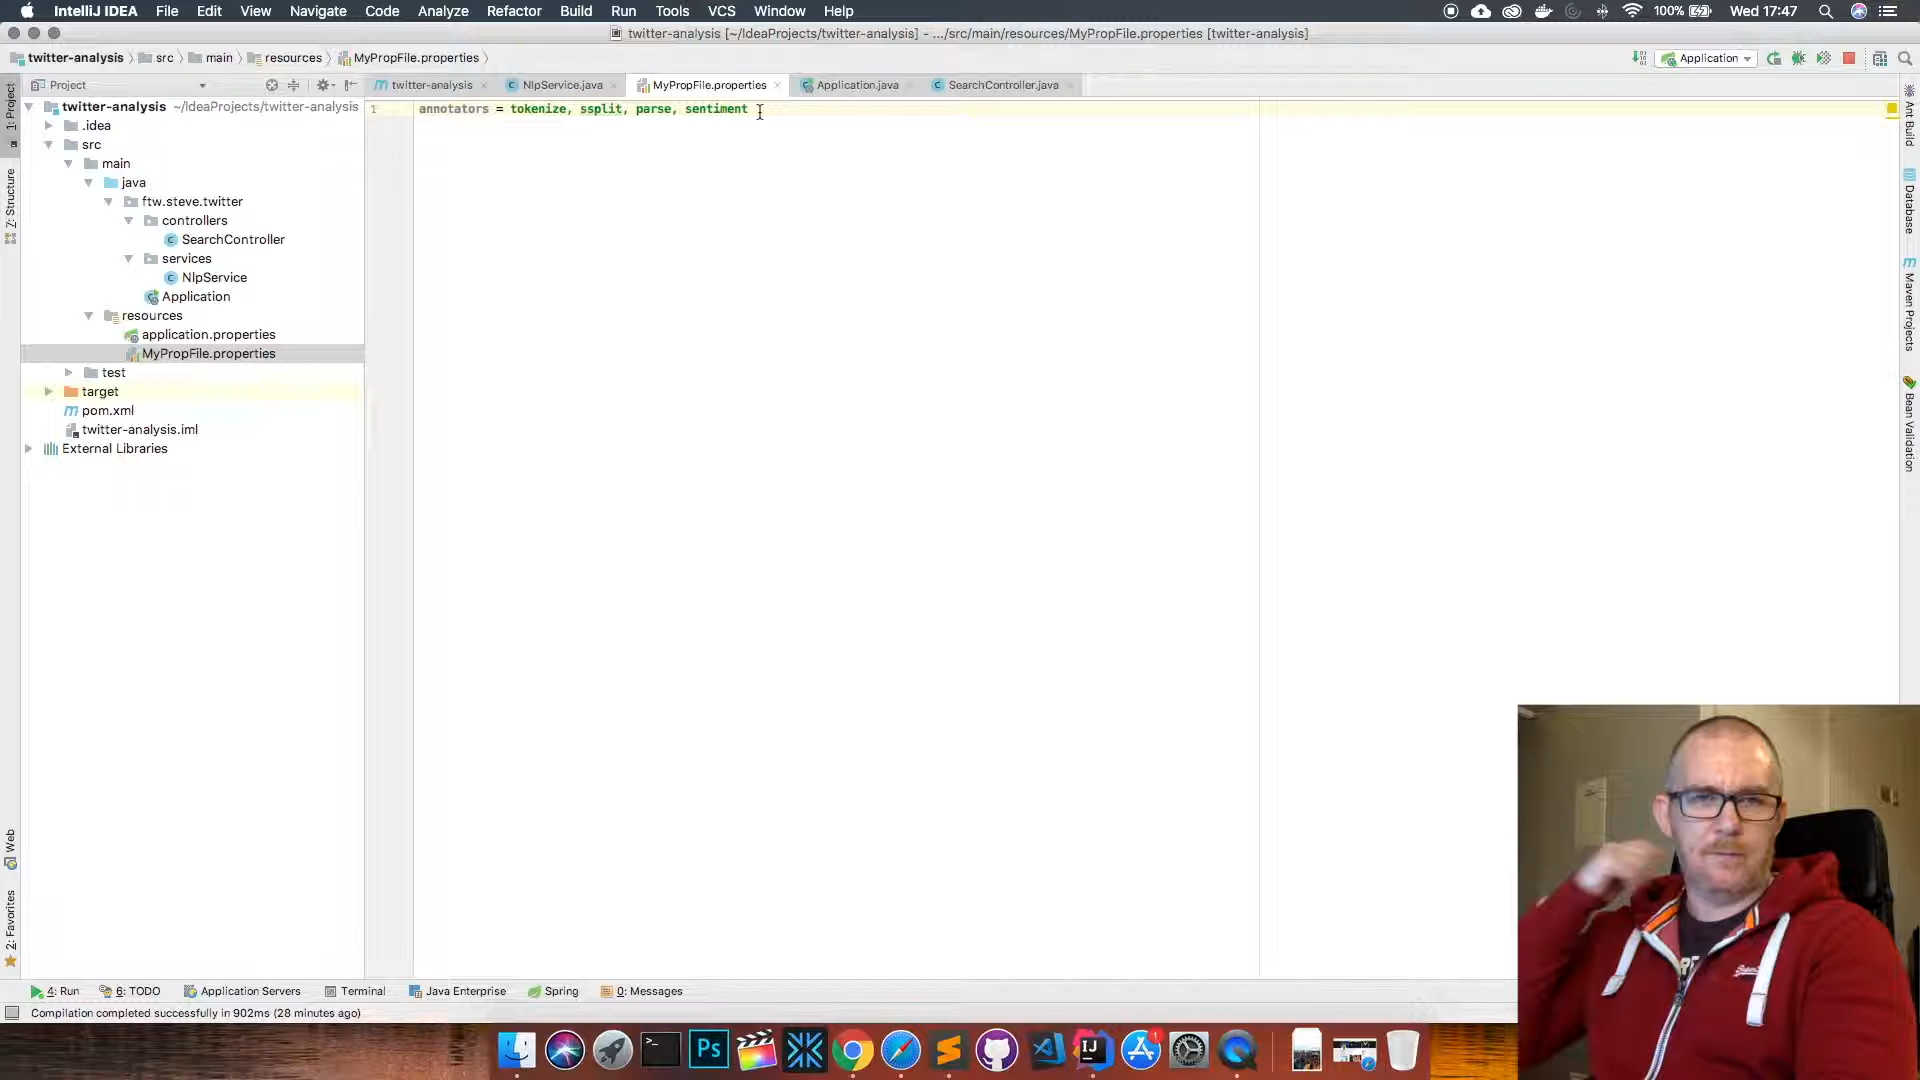 IntelliJ IDEA File Edit View Navigate Code Analyze Refactor Build Run Tools VCS Window Help 100% Wed 17:47
twitter-analysis [~/IdeaProjects/twitter-analysis] - .../src/main/resources/MyPropFile.properties [twitter-analysis]
twitter-analysis src main resources MyPropFile.properties Application
Project twitter-analysis NlpService.java MyPropFile.properties Application.java SearchController.java
twitter-analysis ~/IdeaProjects/twitter-analysis
1 annotators = tokenize, ssplit, parse, sentiment
.idea
src
main
java
ftw.steve.twitter
controllers
SearchController
services
NlpService
Application
resources
application.properties
MyPropFile.properties
test
target
pom.xml
twitter-analysis.iml
External Libraries
1: Project
Z: Structure
Web
2: Favorites
Ant Build
Database
Maven Projects
Bean Validation
4: Run 6: TODO Application Servers Terminal Java Enterprise Spring 0: Messages
Compilation completed successfully in 902ms (28 minutes ago)
Ps
IJ
1